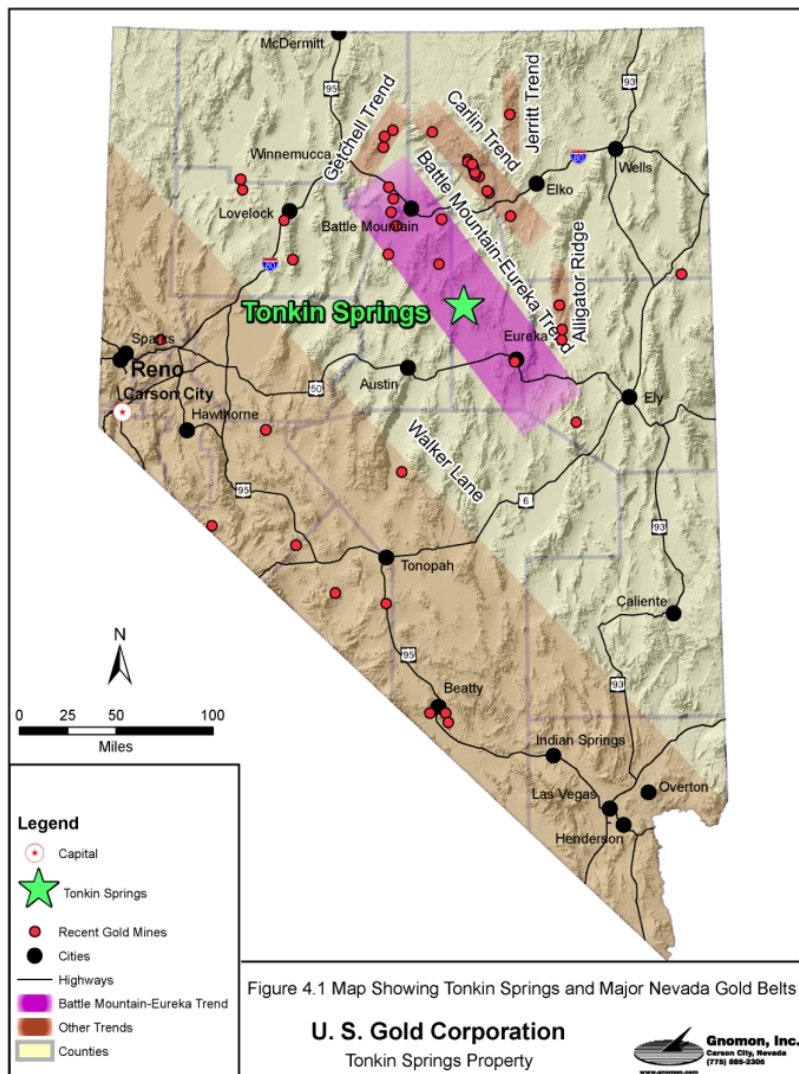 McDermitt
95
93
Getchell Trend
Carlin Trend
Jerritt Trend
Winnemucca
80
Wells
Elko
Lovelock
Battle Mountain
Battle Mountain-Eureka Trend
80
Alligator Ridge
Tonkin Springs
Sparks
Reno
Eureka
Austin
50
Carson City
Ely
Hawthorne
Walker Lane
95
6
93
Tonopah
Caliente
N
95
93
Beatty
0 25 50 100
Miles
Indian Springs
Las Vegas
Overton
Henderson
Legend
Capital
Tonkin Springs
Recent Gold Mines
Cities
Highways
Battle Mountain-Eureka Trend
Other Trends
Counties
Figure 4.1 Map Showing Tonkin Springs and Major Nevada Gold Belts
U. S. Gold Corporation
Tonkin Springs Property
Gnomon, Inc.
Carson City, Nevada
(775) 885-2305
www.gnomon.com